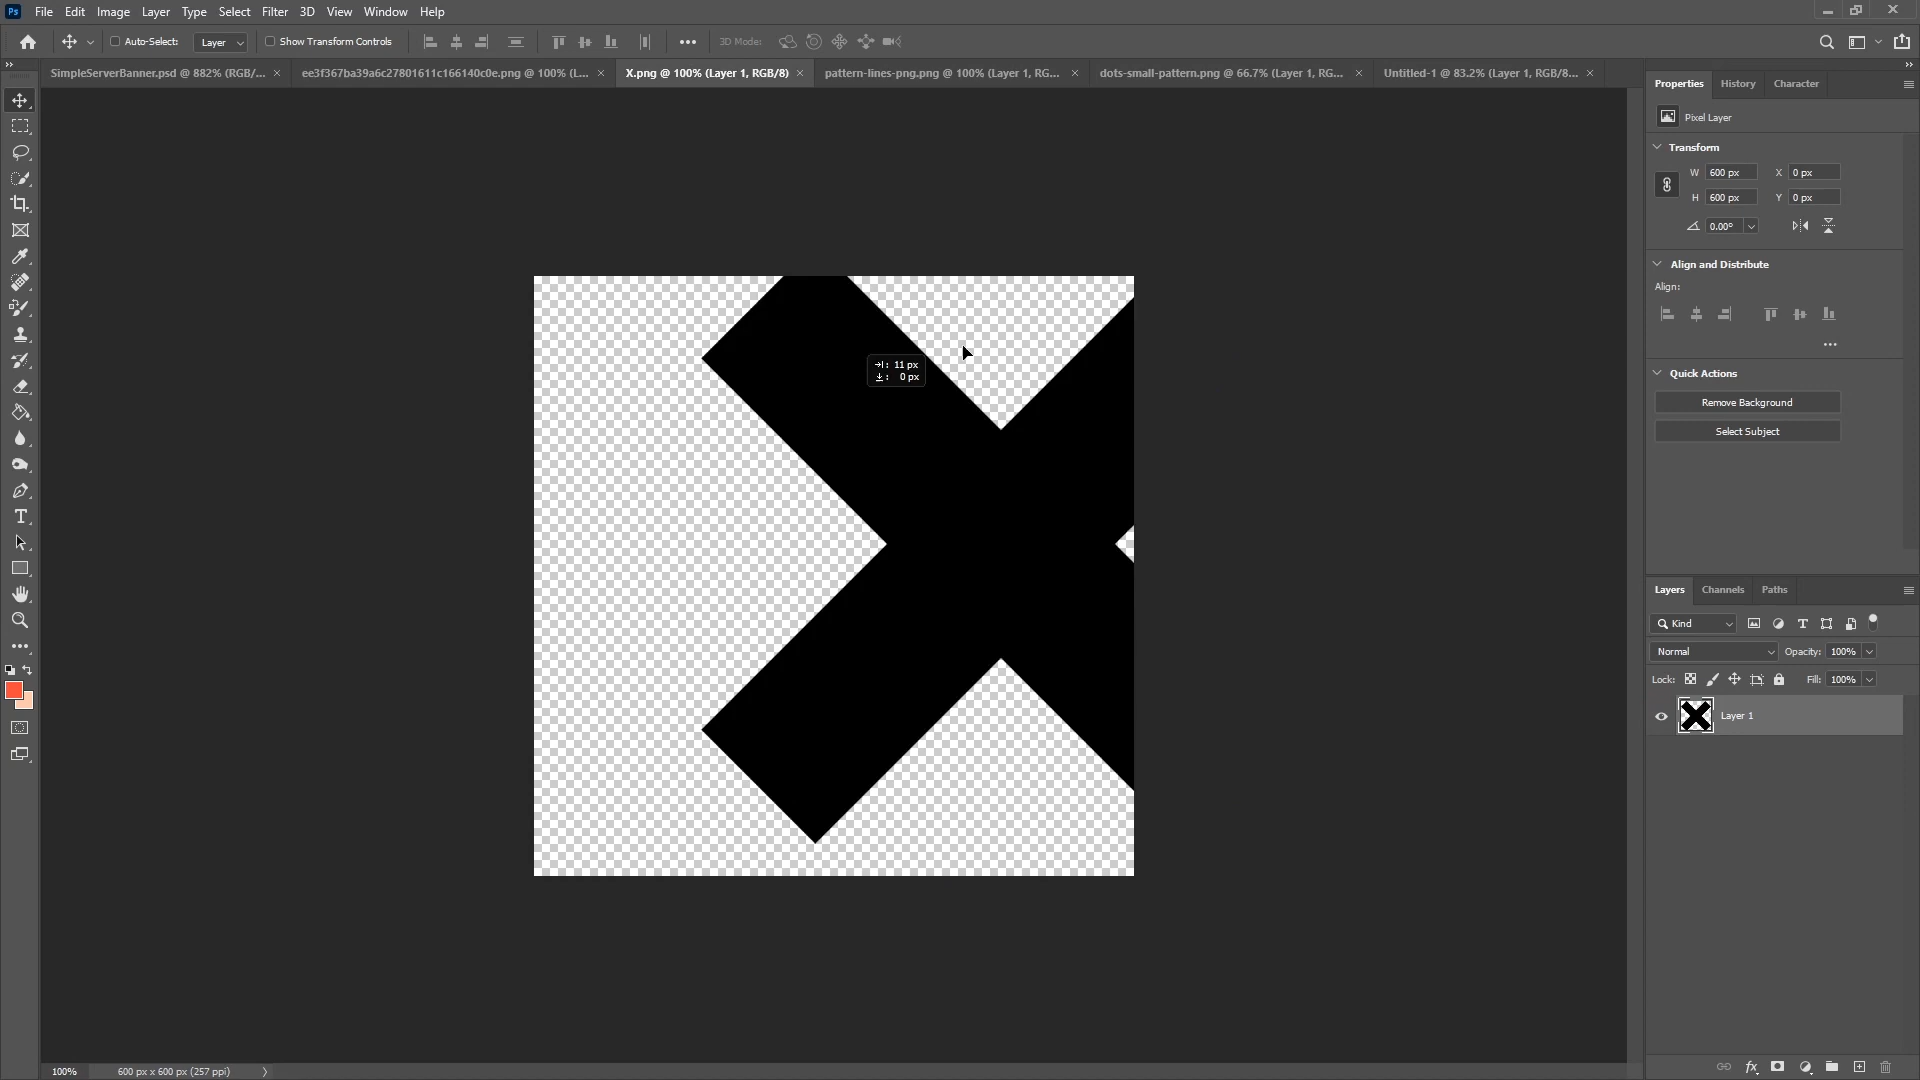 Ps File Edit Image Layer Type Select Filter 3D View Window Help
Auto-Select: Layer Show Transform Controls 3D Mode:
SimpleServerBanner.psd @ 882% (RGB/... ee3f367ba39a6c27801611c166140c0e.png @ 100% (L... X.png @ 100% (Layer 1, RGB/8) pattern-lines-png.png @ 100% (Layer 1, RG... dots-small-pattern.png @ 66.7% (Layer 1, RG... Untitled-1 @ 83.2% (Layer 1, RGB/8...
Properties History Character
Pixel Layer
Transform
W 600 px X 0 px
H 600 px Y 0 px
0.00°
Align and Distribute
Align:
Quick Actions
Remove Background
Select Subject
: 11 px
: 0 px
Layers Channels Paths
Kind
Normal Opacity: 100%
Lock: Fill: 100%
Layer 1
100% 600 px x 600 px (257 ppi)